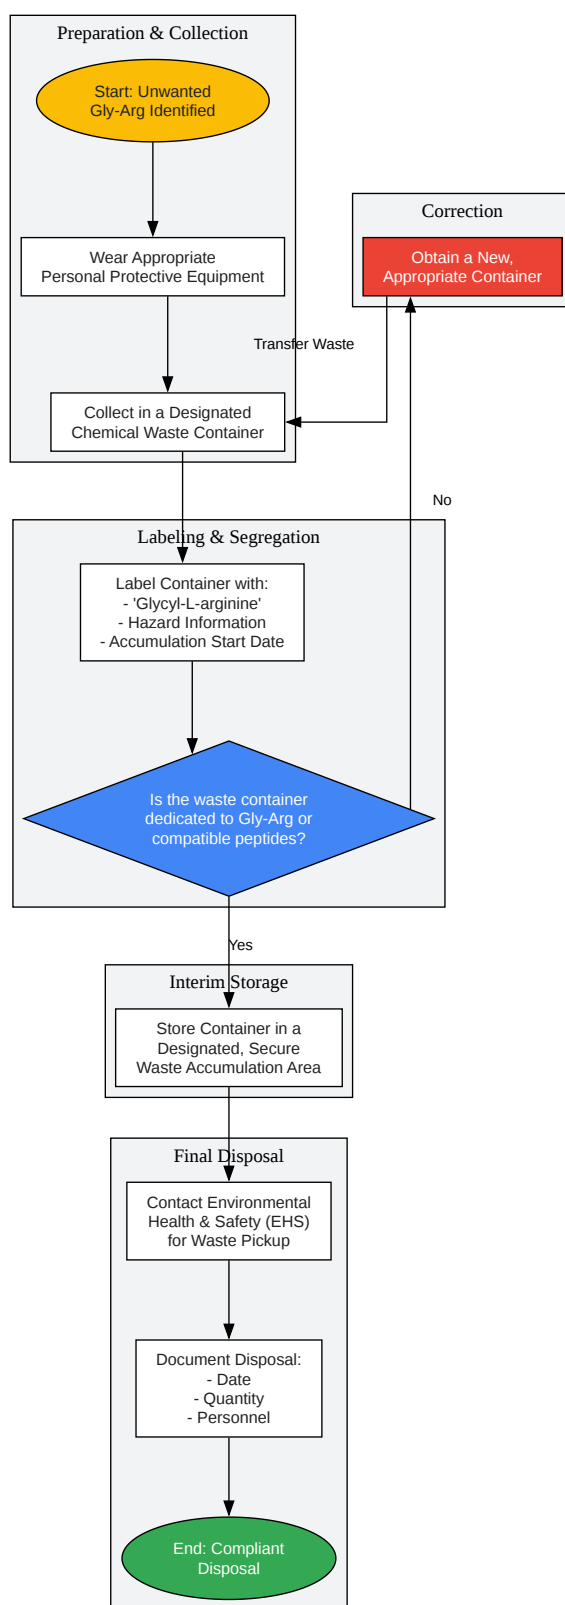 Preparation & Collection
Start: Unwanted
Gly-Arg Identified
Wear Appropriate
Personal Protective Equipment
Correction
Obtain a New,
Appropriate Container
Transfer Waste
Collect in a Designated
Chemical Waste Container
No
Labeling & Segregation
Label Container with:
- 'Glycyl-L-arginine'
- Hazard Information
- Accumulation Start Date
Is the waste container
dedicated to Gly-Arg or
compatible peptides?
Yes
Interim Storage
Store Container in a
Designated, Secure
Waste Accumulation Area
Final Disposal
Contact Environmental
Health & Safety (EHS)
for Waste Pickup
Document Disposal:
- Date
- Quantity
- Personnel
End: Compliant
Disposal